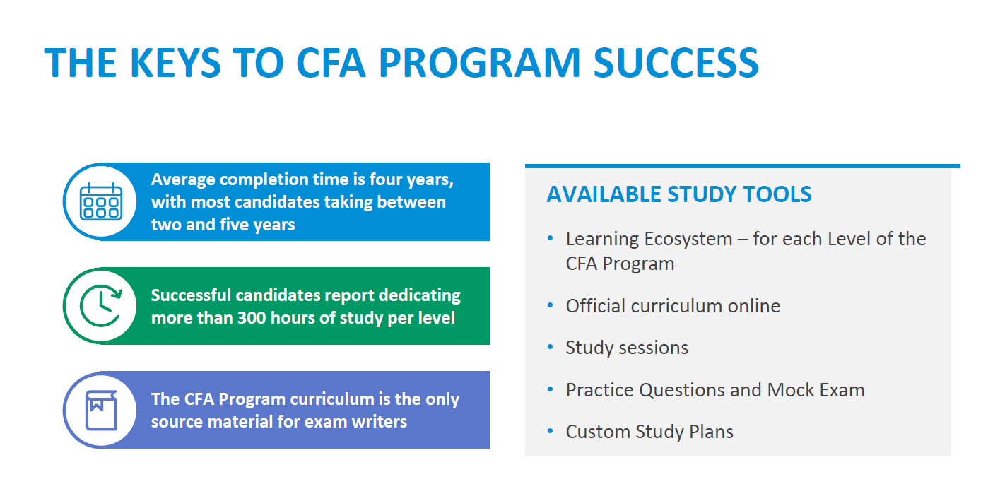 THE KEYS TO CFA PROGRAM SUCCESS
Average completion time is four years,
with most candidates taking between
two and five years
Successful candidates report dedicating
more than 300 hours of study per level
The CFA Program curriculum is the only
source material for exam writers
AVAILABLE STUDY TOOLS
• Learning Ecosystem – for each Level of the
CFA Program
• Official curriculum online
• Study sessions
• Practice Questions and Mock Exam
• Custom Study Plans